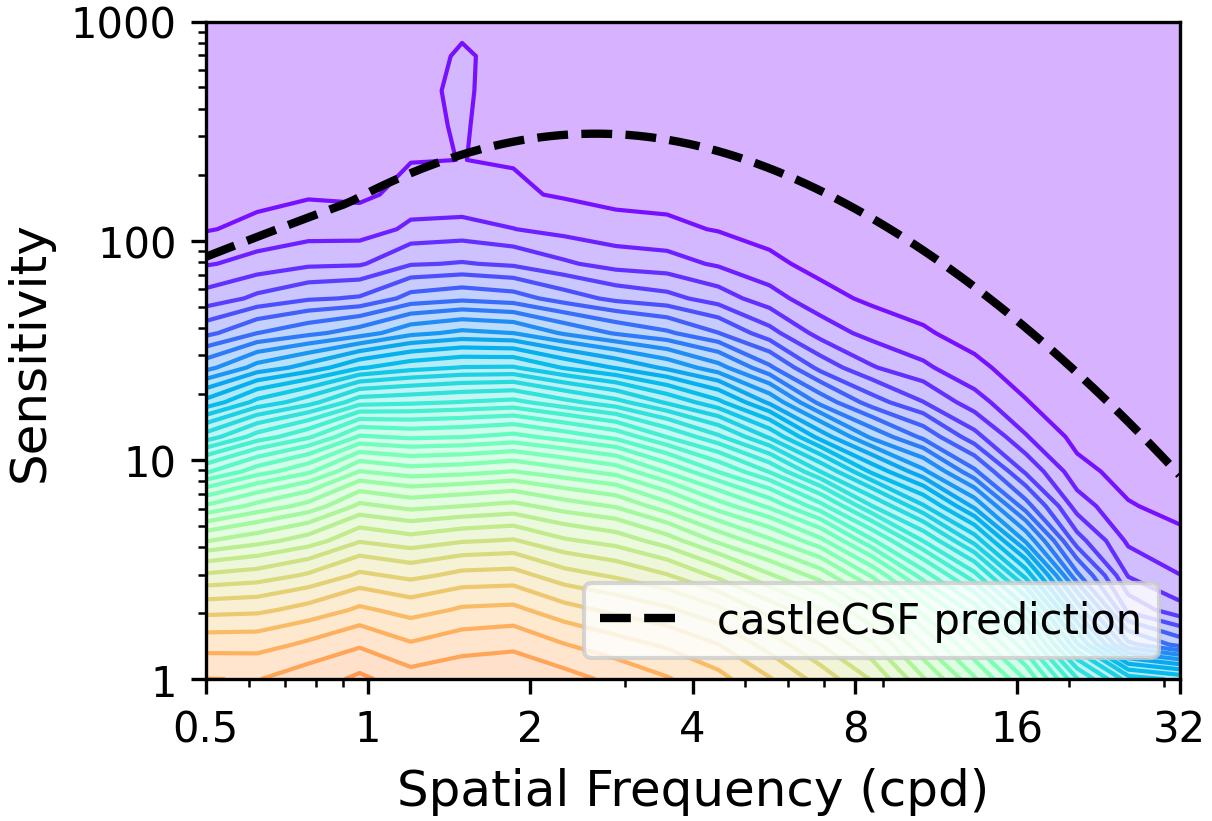 1000
100
10
1
Sensitivity
castleCSF prediction
0.5 1 2 4 8 16 32
Spatial Frequency (cpd)